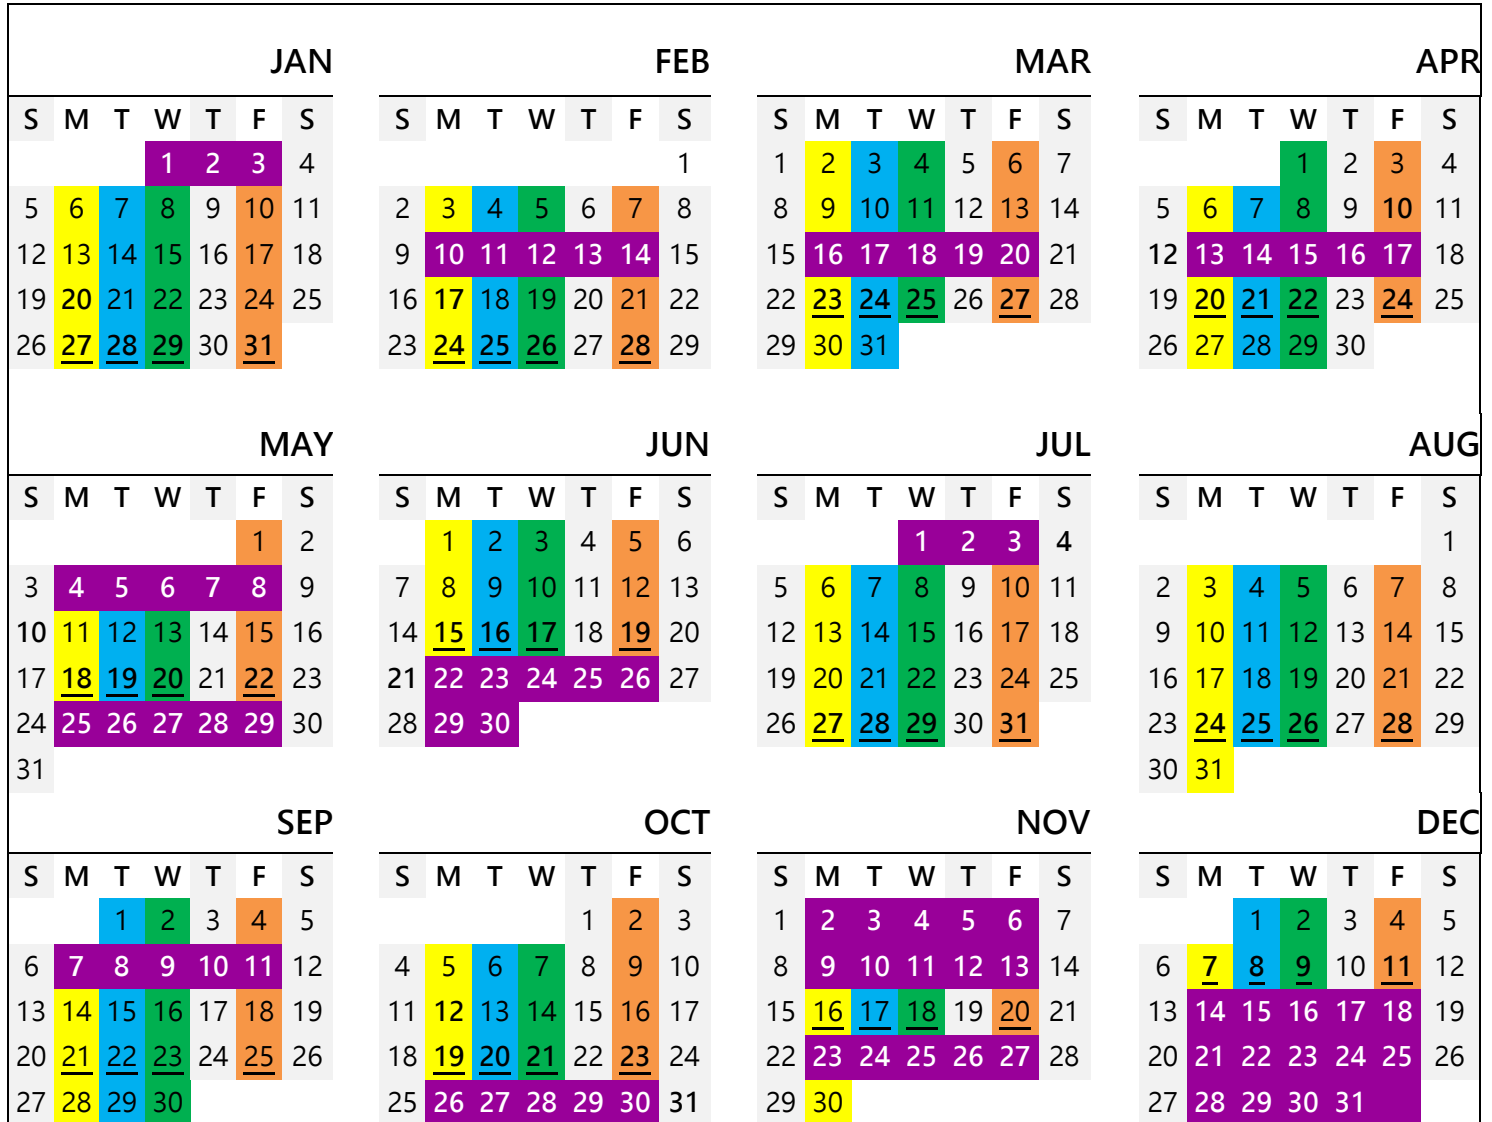 JAN FEB MAR APR
S M T W T F S S M T W T F S S M T W T F S S M T W T F S
1 2 3 4 1 1 2 3 4 5 6 7 1 2 3 4
5 6 7 8 9 10 11 2 3 4 5 6 7 8 8 9 10 11 12 13 14 5 6 7 8 9 10 11
12 13 14 15 16 17 18 9 10 11 12 13 14 15 15 16 17 18 19 20 21 12 13 14 15 16 17 18
19 20 21 22 23 24 25 16 17 18 19 20 21 22 22 23 24 25 26 27 28 19 20 21 22 23 24 25
26 27 28 29 30 31 23 24 25 26 27 28 29 29 30 31 26 27 28 29 30
MAY JUN JUL AUG
S M T W T F S S M T W T F S S M T W T F S S M T W T F S
1 2 1 2 3 4 5 6 1 2 3 4 1
3 4 5 6 7 8 9 7 8 9 10 11 12 13 5 6 7 8 9 10 11 2 3 4 5 6 7 8
10 11 12 13 14 15 16 14 15 16 17 18 19 20 12 13 14 15 16 17 18 9 10 11 12 13 14 15
17 18 19 20 21 22 23 21 22 23 24 25 26 27 19 20 21 22 23 24 25 16 17 18 19 20 21 22
24 25 26 27 28 29 30 28 29 30 26 27 28 29 30 31 23 24 25 26 27 28 29
31 30 31
SEP OCT NOV DEC
S M T W T F S S M T W T F S S M T W T F S S M T W T F S
1 2 3 4 5 1 2 3 1 2 3 4 5 6 7 1 2 3 4 5
6 7 8 9 10 11 12 4 5 6 7 8 9 10 8 9 10 11 12 13 14 6 7 8 9 10 11 12
13 14 15 16 17 18 19 11 12 13 14 15 16 17 15 16 17 18 19 20 21 13 14 15 16 17 18 19
20 21 22 23 24 25 26 18 19 20 21 22 23 24 22 23 24 25 26 27 28 20 21 22 23 24 25 26
27 28 29 30 25 26 27 28 29 30 31 29 30 27 28 29 30 31